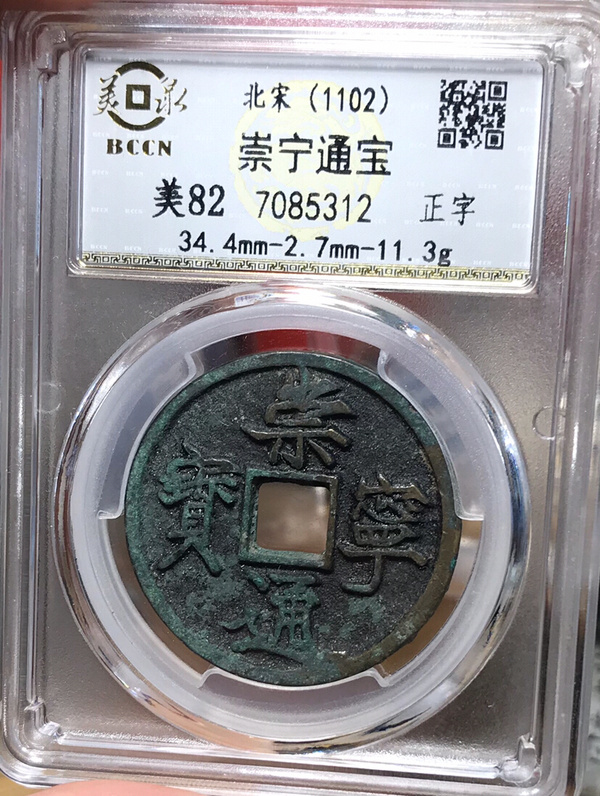 美泉
BCCN
北宋（1102）
崇宁通宝
美82 7085312 正字
34.4mm-2.7mm-11.3g
崇
寧
通
寶